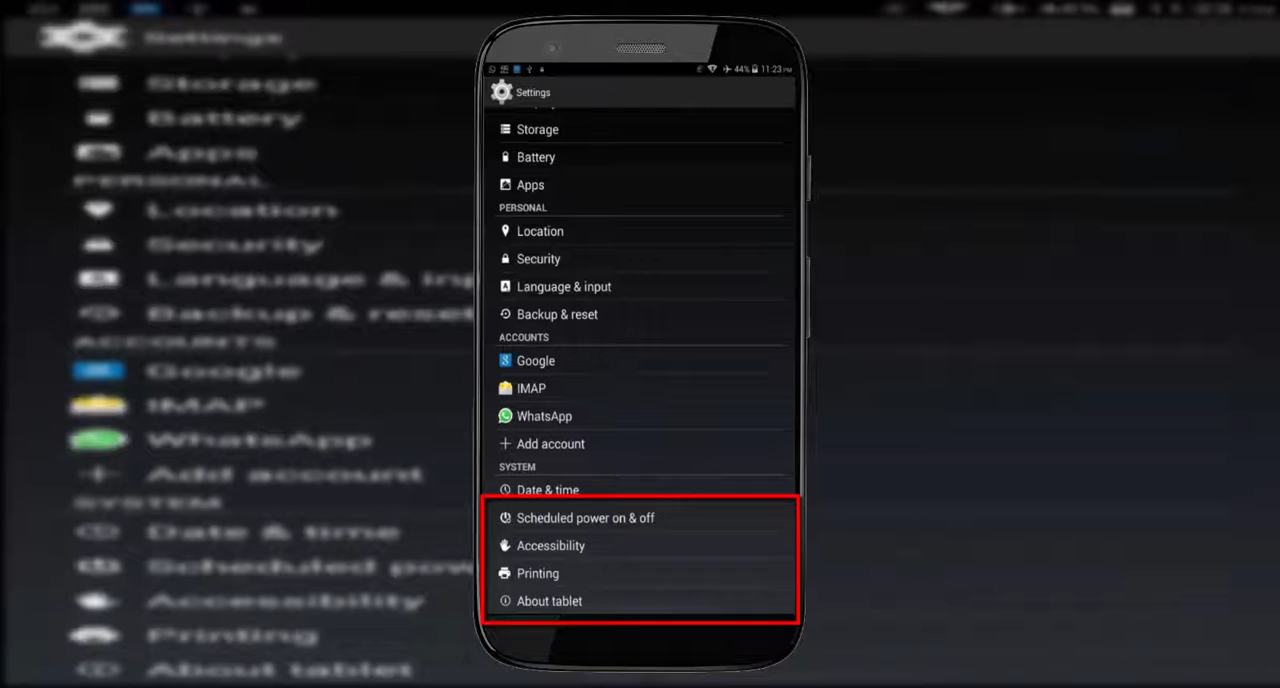 44% 11:23 PM
Settings
Storage
Battery
Apps
PERSONAL
Location
Security
Language & input
Backup & reset
ACCOUNTS
Google
IMAP
WhatsApp
Add account
SYSTEM
Date & time
Scheduled power on & off
Accessibility
Printing
About tablet